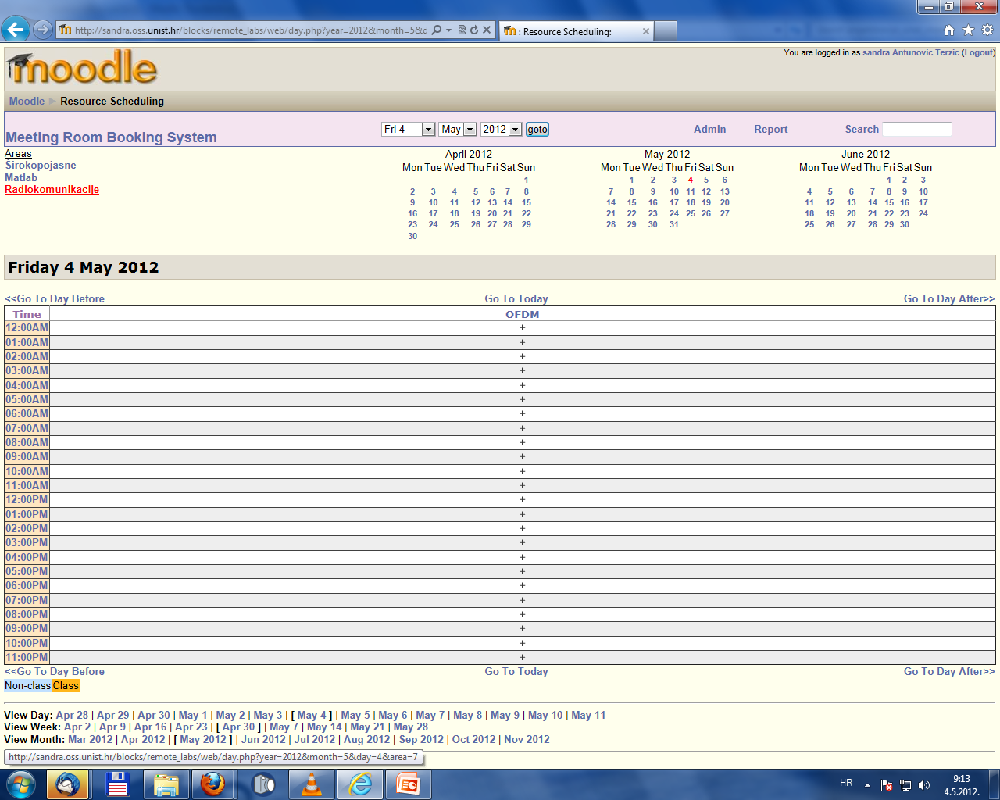 http://sandra.oss.unist.hr/blocks/remote_labs/web/day.php?year=2012&month=5&d
: Resource Scheduling:
moodle
You are logged in as sandra Antunovic Terzic (Logout)
Moodle ► Resource Scheduling
Meeting Room Booking System
Fri 4 May 2012 goto
Admin Report Search
Areas
Širokopojasne
Matlab
Radiokomunikacije
April 2012
Mon Tue Wed Thu Fri Sat Sun
1
2 3 4 5 6 7 8
9 10 11 12 13 14 15
16 17 18 19 20 21 22
23 24 25 26 27 28 29
30
May 2012
Mon Tue Wed Thu Fri Sat Sun
1 2 3 4 5 6
7 8 9 10 11 12 13
14 15 16 17 18 19 20
21 22 23 24 25 26 27
28 29 30 31
June 2012
Mon Tue Wed Thu Fri Sat Sun
1 2 3
4 5 6 7 8 9 10
11 12 13 14 15 16 17
18 19 20 21 22 23 24
25 26 27 28 29 30
Friday 4 May 2012
<<Go To Day Before Go To Today Go To Day After>>
Time OFDM
12:00AM +
01:00AM +
02:00AM +
03:00AM +
04:00AM +
05:00AM +
06:00AM +
07:00AM +
08:00AM +
09:00AM +
10:00AM +
11:00AM +
12:00PM +
01:00PM +
02:00PM +
03:00PM +
04:00PM +
05:00PM +
06:00PM +
07:00PM +
08:00PM +
09:00PM +
10:00PM +
11:00PM +
<<Go To Day Before Go To Today Go To Day After>>
Non-class Class
View Day: Apr 28 | Apr 29 | Apr 30 | May 1 | May 2 | May 3 | [ May 4 ] | May 5 | May 6 | May 7 | May 8 | May 9 | May 10 | May 11
View Week: Apr 2 | Apr 9 | Apr 16 | Apr 23 | [ Apr 30 ] | May 7 | May 14 | May 21 | May 28
View Month: Mar 2012 | Apr 2012 | [ May 2012 ] | Jun 2012 | Jul 2012 | Aug 2012 | Sep 2012 | Oct 2012 | Nov 2012
http://sandra.oss.unist.hr/blocks/remote_labs/web/day.php?year=2012&month=5&day=4&area=7
HR
9:13
4.5.2012.